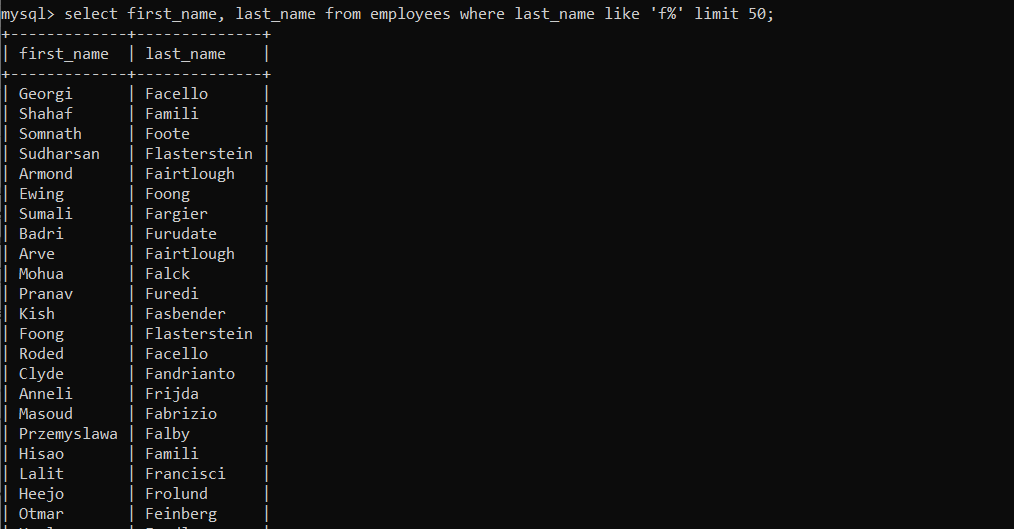 mysql> select first_name, last_name from employees where last_name like 'f%' limit 50;
+-------------+--------------+
| first_name  | last_name    |
+-------------+--------------+
| Georgi      | Facello      |
| Shahaf      | Famili       |
| Somnath     | Foote        |
| Sudharsan   | Flasterstein |
| Armond      | Fairtlough   |
| Ewing       | Foong        |
| Sumali      | Fargier      |
| Badri       | Furudate     |
| Arve        | Fairtlough   |
| Mohua       | Falck        |
| Pranav      | Furedi       |
| Kish        | Fasbender    |
| Foong       | Flasterstein |
| Roded       | Facello      |
| Clyde       | Fandrianto   |
| Anneli      | Frijda       |
| Masoud      | Fabrizio     |
| Przemyslawa | Falby        |
| Hisao       | Famili       |
| Lalit       | Francisci    |
| Heejo       | Frolund      |
| Otmar       | Feinberg     |